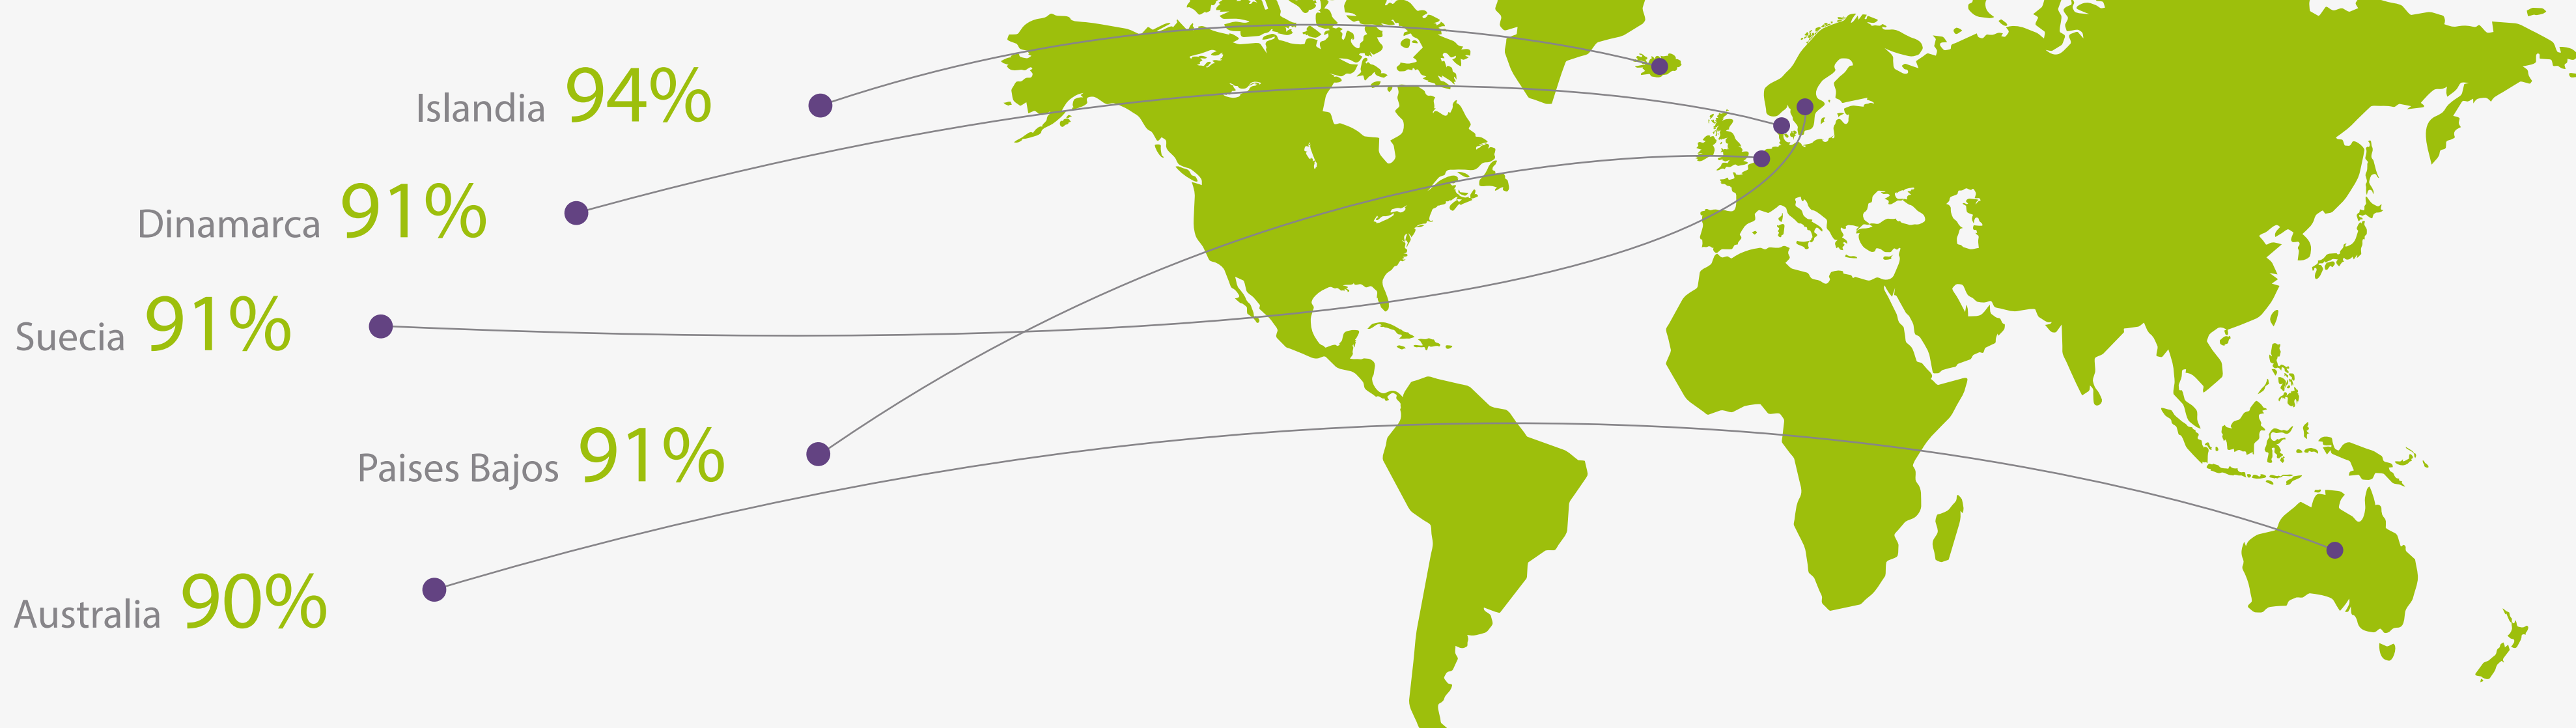 Islandia 94%
Dinamarca 91%
Suecia 91%
Paises Bajos 91%
Australia 90%